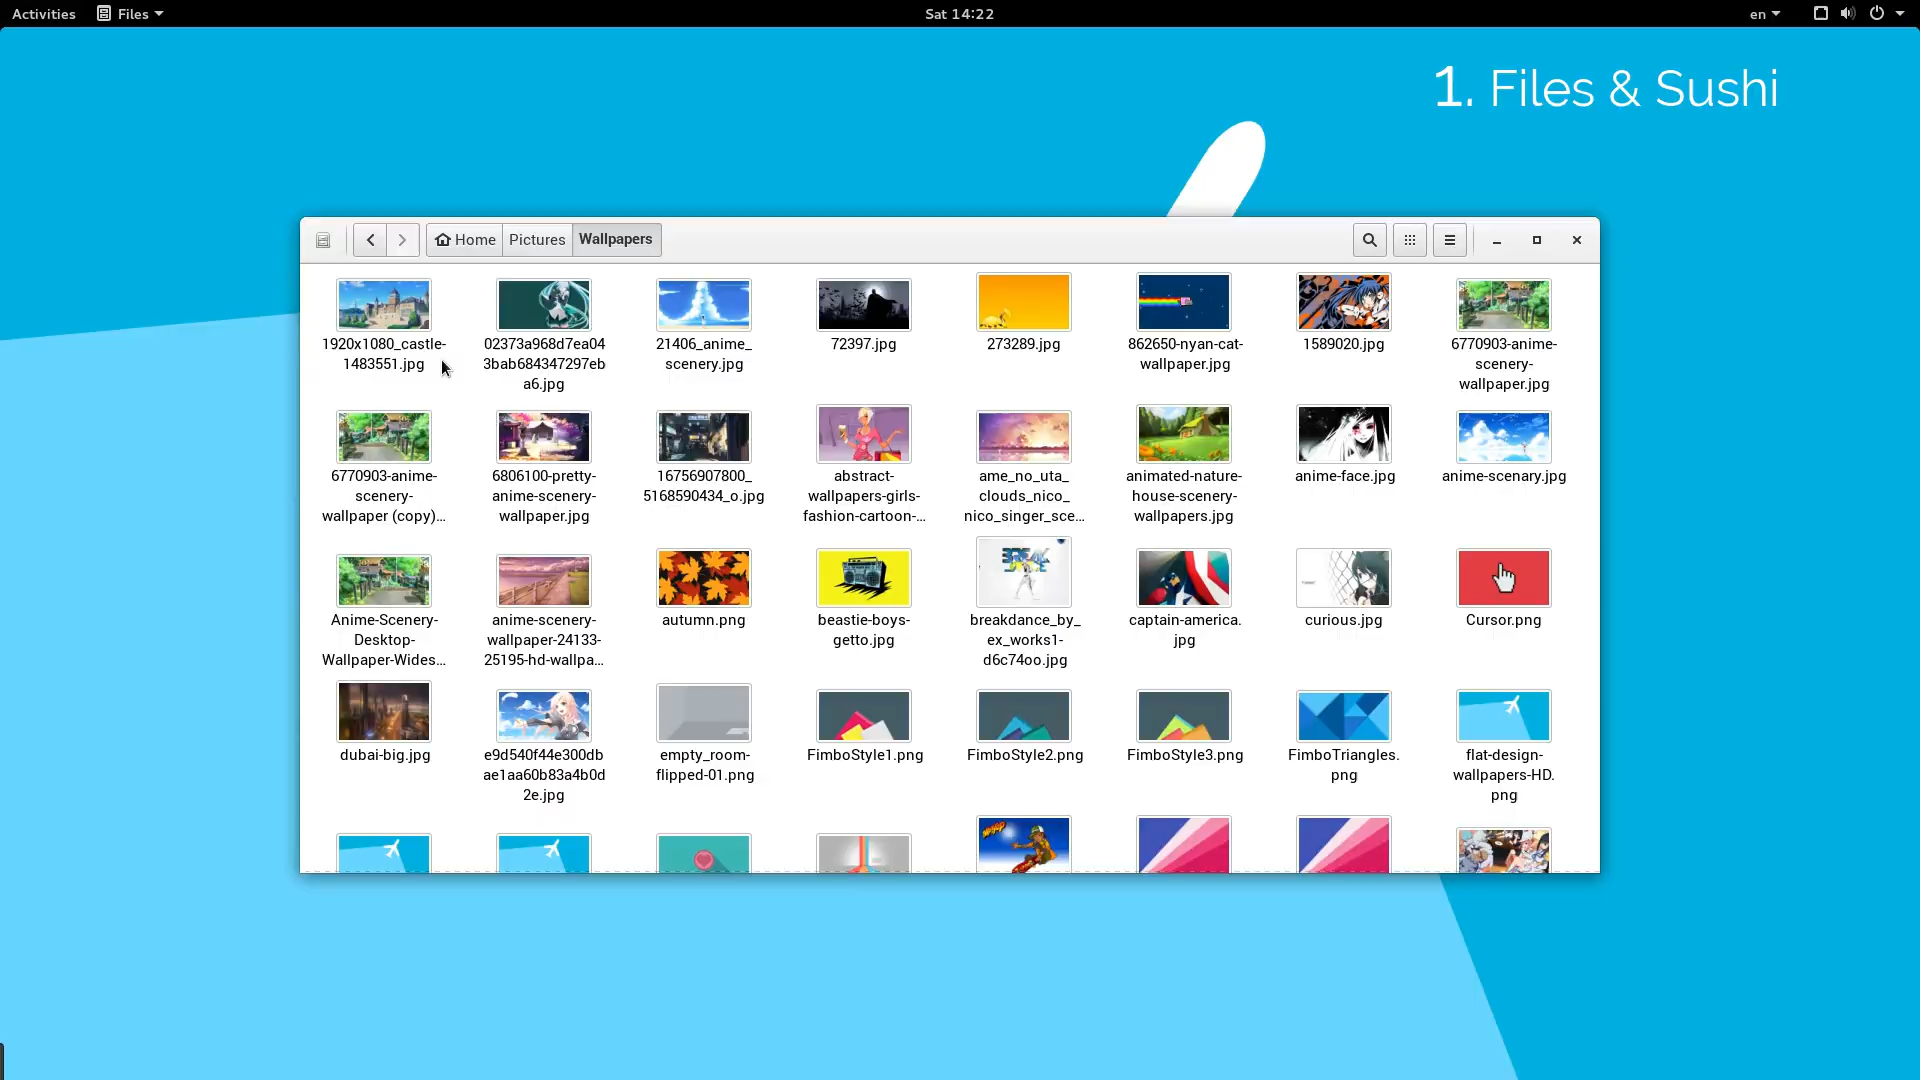 Activities Files Sat 14:22 en
1. Files & Sushi
Home Pictures Wallpapers
1920x1080_castle-
1483551.jpg
02373a968d7ea04
3bab684347297eb
a6.jpg
21406_anime_
scenery.jpg
72397.jpg
273289.jpg
862650-nyan-cat-
wallpaper.jpg
1589020.jpg
6770903-anime-
scenery-
wallpaper.jpg
6770903-anime-
scenery-
wallpaper (copy)...
6806100-pretty-
anime-scenery-
wallpaper.jpg
16756907800_
5168590434_o.jpg
abstract-
wallpapers-girls-
fashion-cartoon-...
ame_no_uta_
clouds_nico_
nico_singer_sce...
animated-nature-
house-scenery-
wallpapers.jpg
anime-face.jpg
anime-scenary.jpg
Anime-Scenery-
Desktop-
Wallpaper-Wides...
anime-scenery-
wallpaper-24133-
25195-hd-wallpa...
autumn.png
beastie-boys-
getto.jpg
breakdance_by_
ex_works1-
d6c74oo.jpg
captain-america.
jpg
curious.jpg
Cursor.png
dubai-big.jpg
e9d540f44e300db
ae1aa60b83a4b0d
2e.jpg
empty_room-
flipped-01.png
FimboStyle1.png
FimboStyle2.png
FimboStyle3.png
FimboTriangles.
png
flat-design-
wallpapers-HD.
png